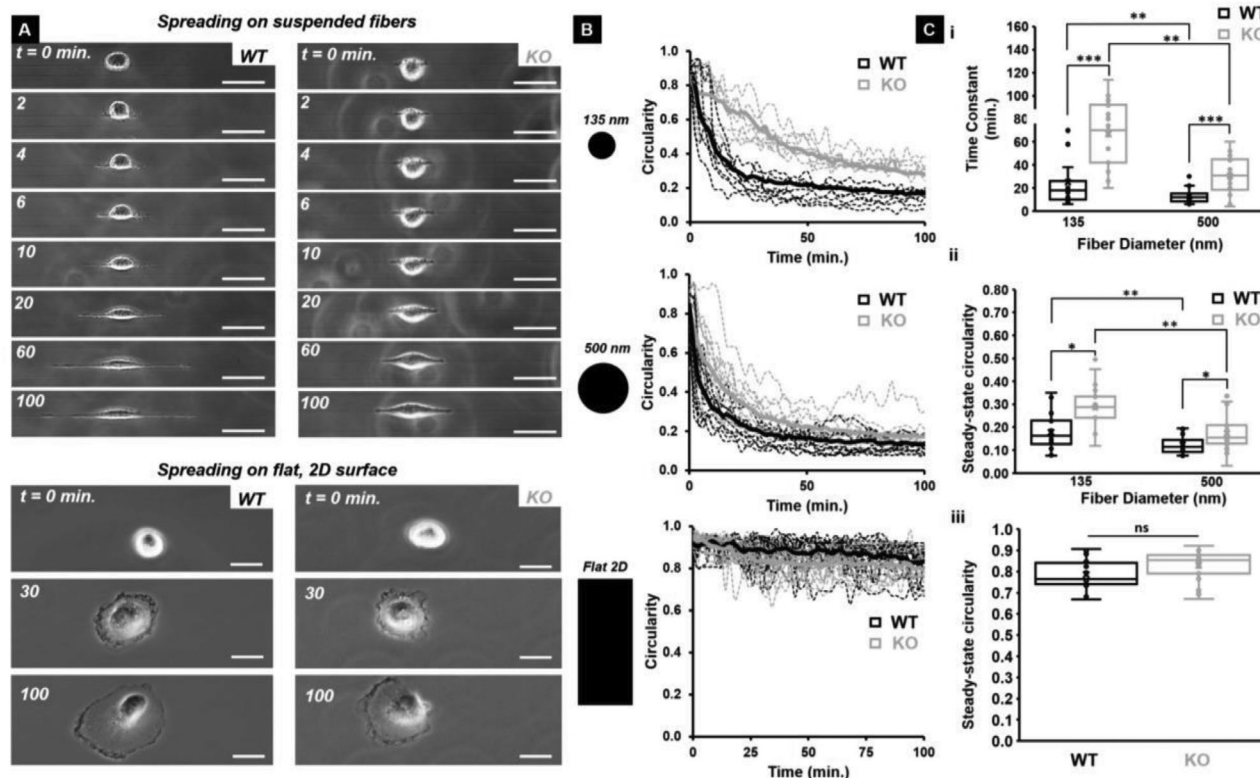 A
Spreading on suspended fibers
t = 0 min.
WT
2
4
6
10
20
60
100
t = 0 min.
KO
2
4
6
10
20
60
100
Spreading on flat, 2D surface
t = 0 min.
WT
30
100
t = 0 min.
KO
30
100
B
135 nm
Circularity
1.0
0.8
0.6
0.4
0.2
0.0
0 50 100
Time (min.)
WT
KO
500 nm
Circularity
1.0
0.8
0.6
0.4
0.2
0.0
0 50 100
Time (min.)
WT
KO
Flat 2D
Circularity
1.0
0.8
0.6
0.4
0.2
0.0
0 25 50 75 100
Time (min.)
WT
KO
C
i
WT
KO
Time Constant
(min.)
160
140
120
100
80
60
40
20
0
**
**
***
***
135 500
Fiber Diameter (nm)
ii
WT
KO
Steady-state circularity
0.80
0.70
0.60
0.50
0.40
0.30
0.20
0.10
0.00
**
**
*
*
135 500
Fiber Diameter (nm)
iii
ns
Steady-state circularity
1.0
0.9
0.8
0.7
0.6
0.5
0.4
0.3
0.2
0.1
0.0
WT KO